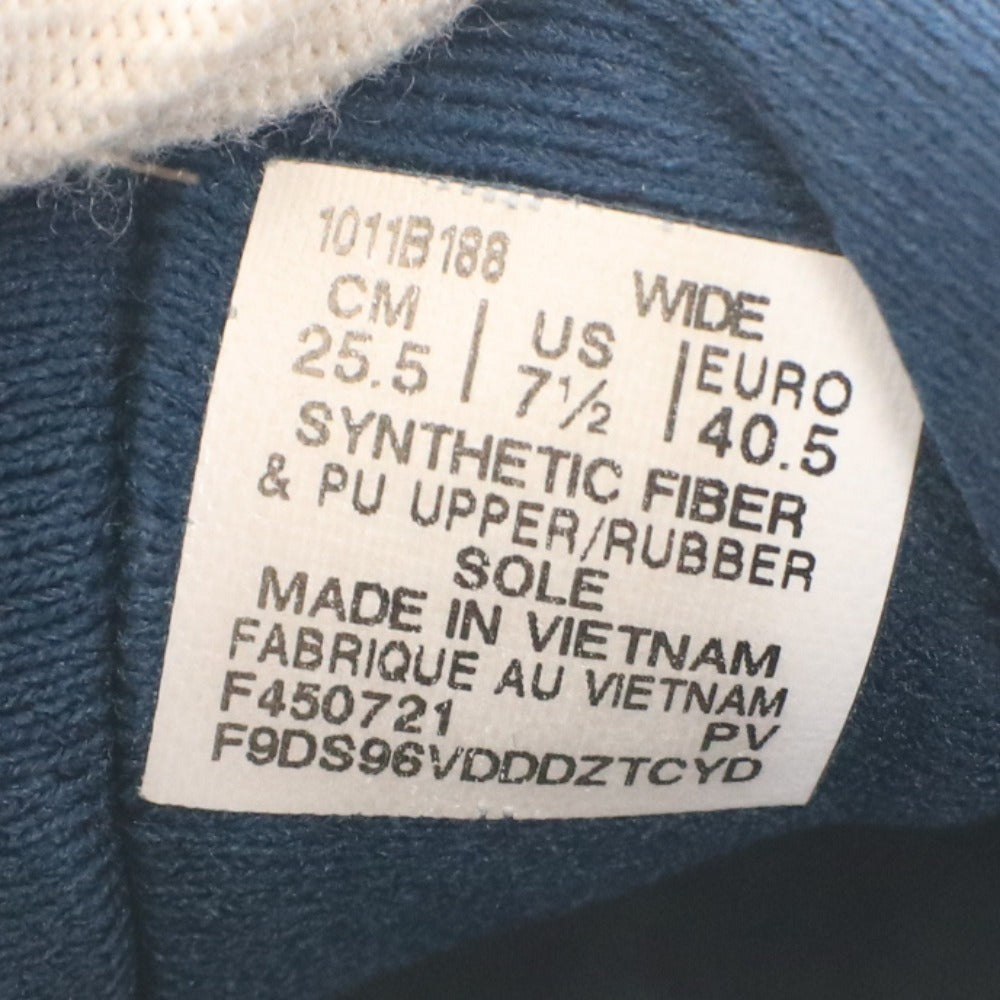 1011B188
WIDE
CM | US | EURO
25.5 | 7½ | 40.5
SYNTHETIC FIBER
& PU UPPER/RUBBER
SOLE
MADE IN VIETNAM
FABRIQUE AU VIETNAM
F450721 PV
F9DS96VDDDZTCYD